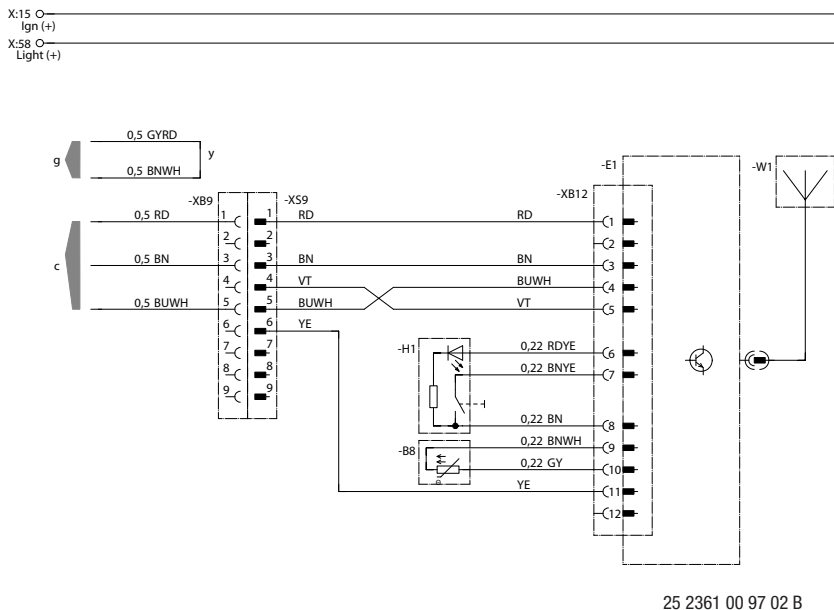 X:15
Ign (+)
X:58
Light (+)
0,5 GYRD
g
y
0,5 BNWH
-E1
-W1
-XB9
-XS9
-XB12
0,5 RD
1
1
RD
RD
1
2
2
2
c
0,5 BN
3
3
BN
BN
3
4
4
VT
BUWH
4
0,5 BUWH
5
5
BUWH
VT
5
6
6
YE
7
7
8
8
9
9
-H1
0,22 RDYE
6
0,22 BNYE
7
0,22 BN
8
-B8
0,22 BNWH
9
0,22 GY
10
YE
11
12
25 2361 00 97 02 B